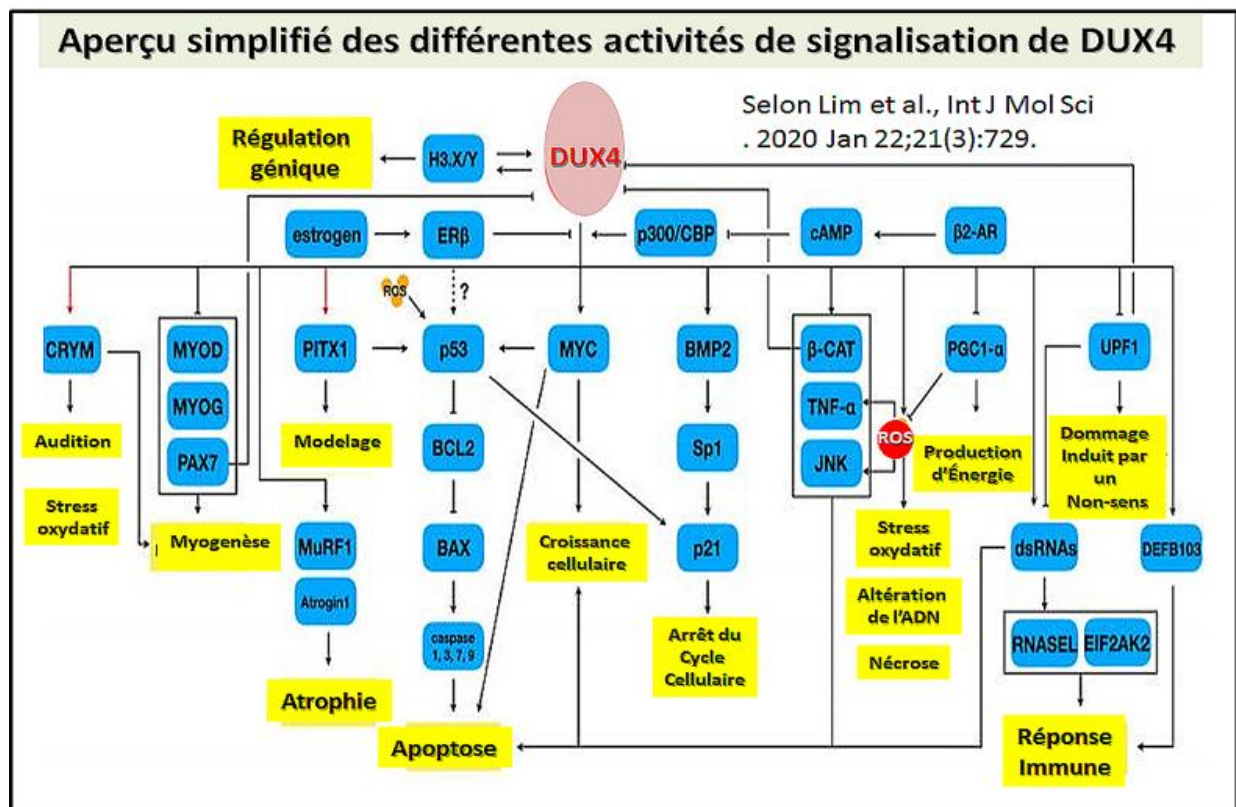 Aperçu simplifié des différentes activités de signalisation de DUX4
Selon Lim et al., Int J Mol Sci
. 2020 Jan 22;21(3):729.
Régulation
génique
H3.X/Y
DUX4
estrogen
ERβ
p300/CBP
cAMP
β2-AR
ROS
?
CRYM
MYOD
MYOG
PAX7
PITX1
p53
MYC
BMP2
β-CAT
TNF-α
JNK
ROS
PGC1-α
UPF1
Audition
Stress
oxydatif
Myogenèse
Modelage
MuRF1
Atrogin1
Atrophie
BCL2
BAX
caspase
1, 3, 7, 9
Apoptose
Croissance
cellulaire
Sp1
p21
Arrêt du
Cycle
Cellulaire
Production
d'Énergie
Stress
oxydatif
Altération
de l'ADN
Nécrose
Dommage
Induit par
un
Non-sens
dsRNAs
DEFB103
RNASEL
EIF2AK2
Réponse
Immune